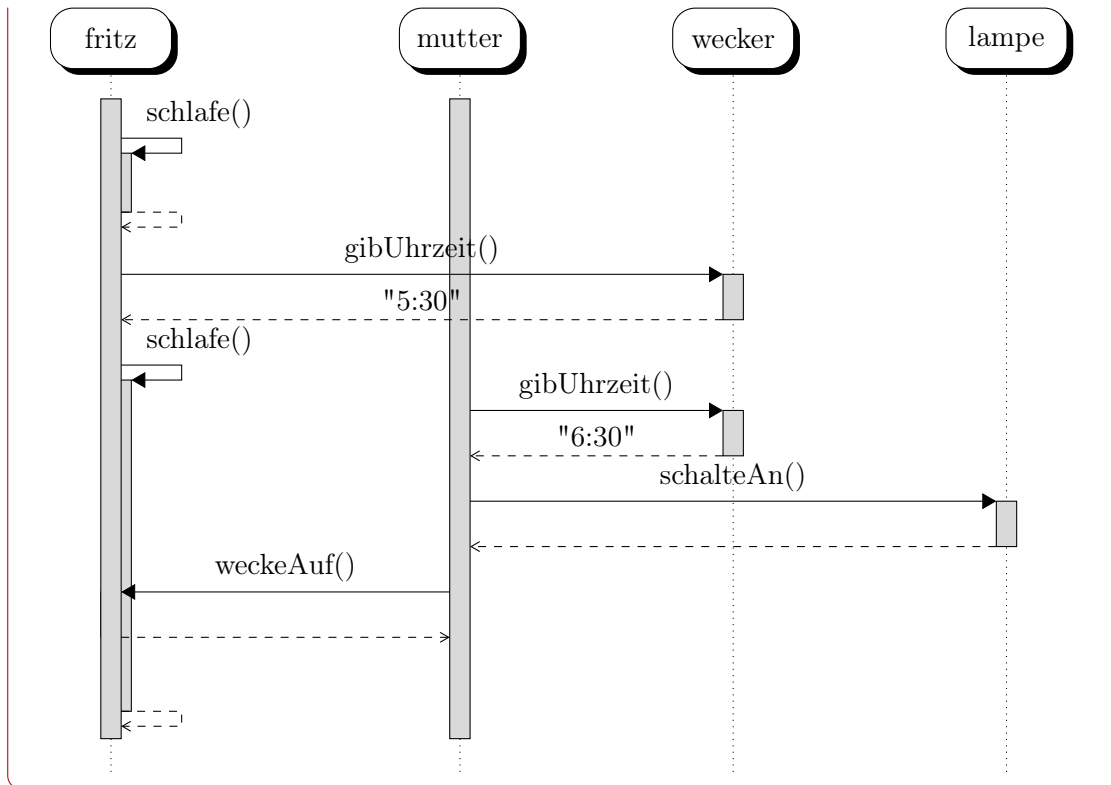 fritz
mutter
wecker
lampe
schlafe()
gibUhrzeit()
"5:30"
schlafe()
gibUhrzeit()
"6:30"
schalteAn()
weckeAuf()